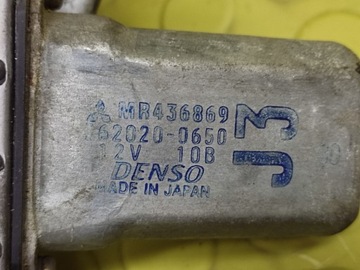 MR436869
62020-0650
12V 10B
DENSO
MADE IN JAPAN
J3